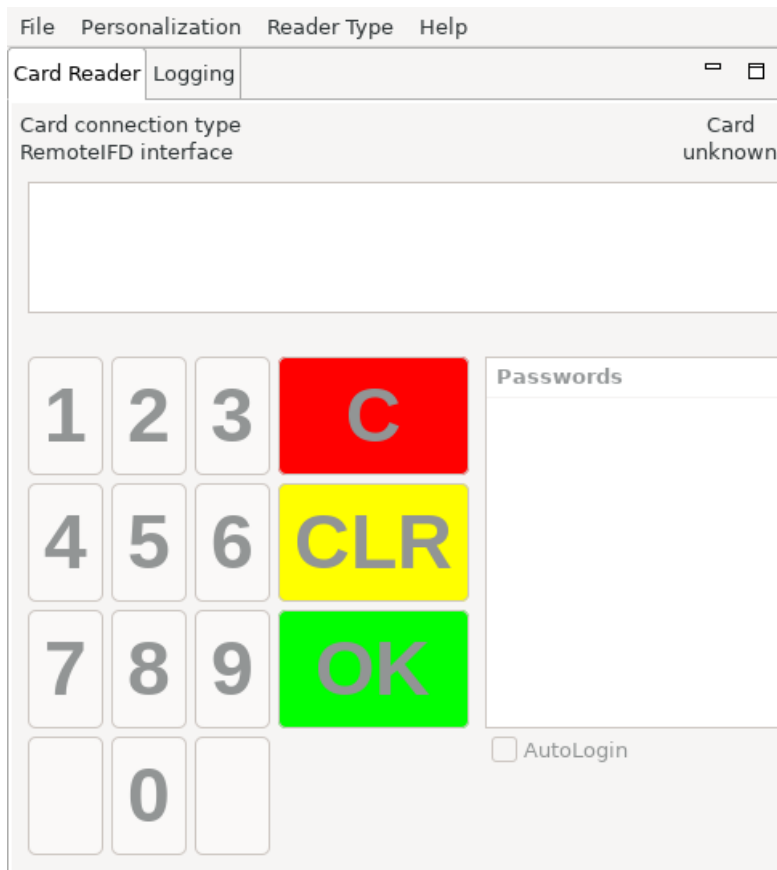 File Personalization Reader Type Help
Card Reader Logging
Card connection type Card
RemoteIFD interface unknown
1 2 3 C Passwords
4 5 6 CLR
7 8 9 OK
AutoLogin
0